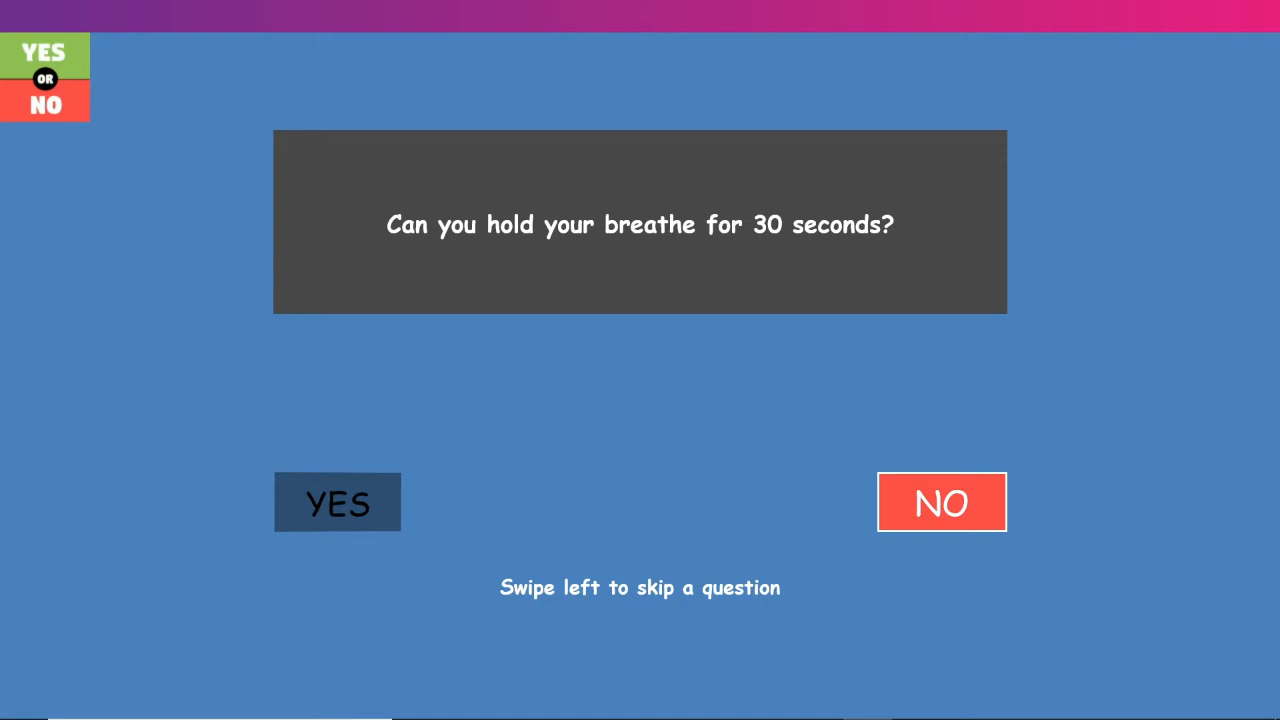 YES
OR
NO
Can you hold your breathe for 30 seconds?
YES
NO
Swipe left to skip a question